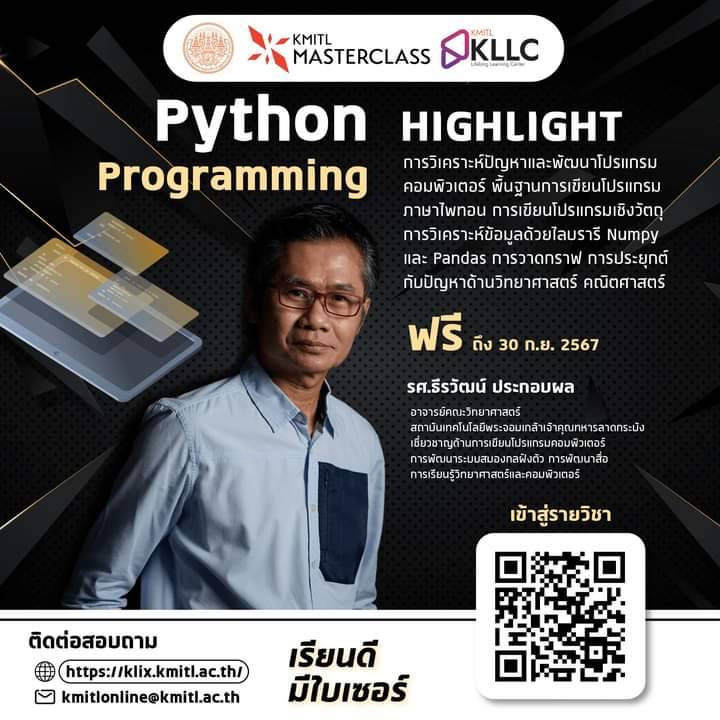 KMITL
MASTERCLASS
KMITL
KLLC
Lifelong Learning Center
Python
Programming
HIGHLIGHT
การวิเคราะห์ปัญหาและพัฒนาโปรแกรม
คอมพิวเตอร์ พื้นฐานการเขียนโปรแกรม
ภาษาไพทอน การเขียนโปรแกรมเชิงวัตถุ
การวิเคราะห์ข้อมูลด้วยไลบรารี Numpy
และ Pandas การวาดกราฟ การประยุกต์
กับปัญหาด้านวิทยาศาสตร์ คณิตศาสตร์
ฟรี ถึง 30 ก.ย. 2567
รศ.ธีรวัฒน์ ประกอบผล
อาจารย์คณะวิทยาศาสตร์
สถาบันเทคโนโลยีพระจอมเกล้าเจ้าคุณทหารลาดกระบัง
เชี่ยวชาญด้านการเขียนโปรแกรมคอมพิวเตอร์
การพัฒนาระบบสมองกลฝังตัว การพัฒนาสื่อ
การเรียนรู้วิทยาศาสตร์และคอมพิวเตอร์
เข้าสู่รายวิชา
ติดต่อสอบถาม
https://klix.kmitl.ac.th/
kmitlonline@kmitl.ac.th
เรียนดี
มีใบเซอร์